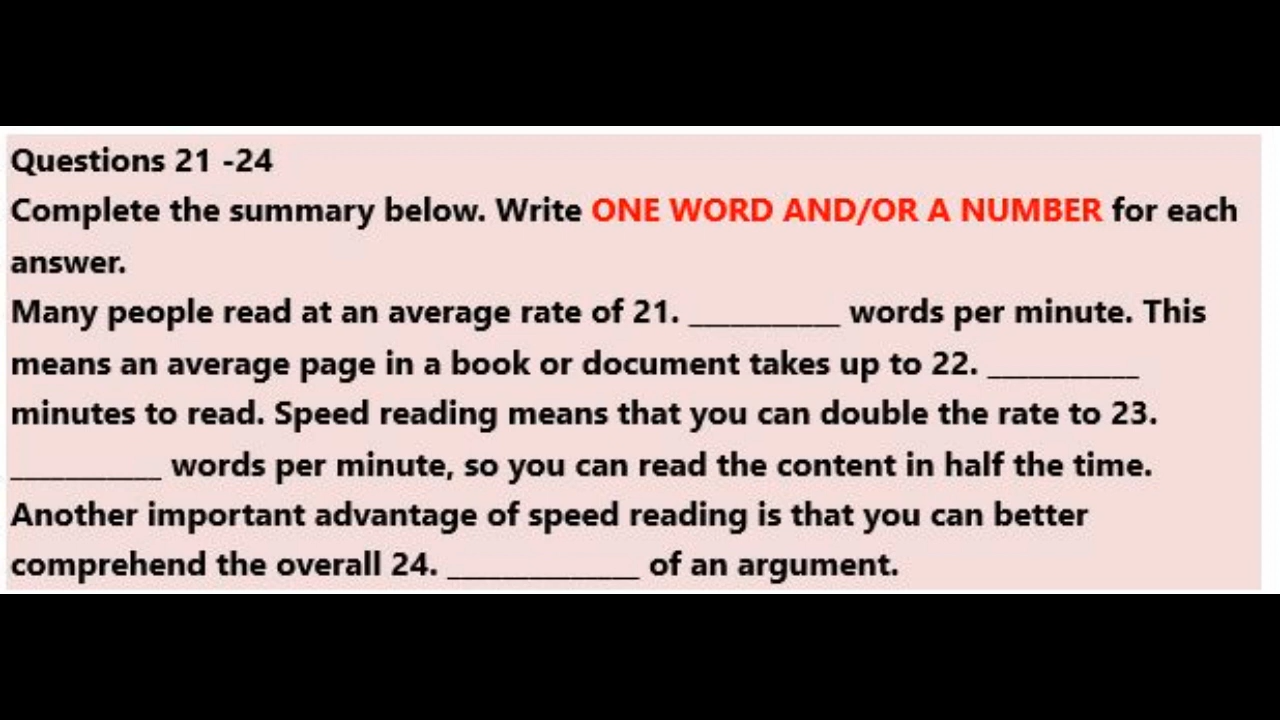 Questions 21 -24
Complete the summary below. Write ONE WORD AND/OR A NUMBER for each
answer.
Many people read at an average rate of 21. __________ words per minute. This
means an average page in a book or document takes up to 22. __________
minutes to read. Speed reading means that you can double the rate to 23.
__________ words per minute, so you can read the content in half the time.
Another important advantage of speed reading is that you can better
comprehend the overall 24. _____________ of an argument.